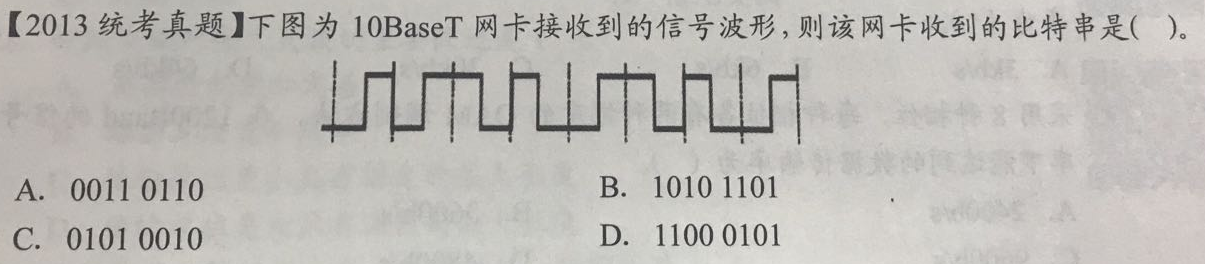 【2013 统考真题】下图为 10BaseT 网卡接收到的信号波形,则该网卡收到的比特串是( )。
A. 0011 0110
B. 1010 1101
C. 0101 0010
D. 1100 0101